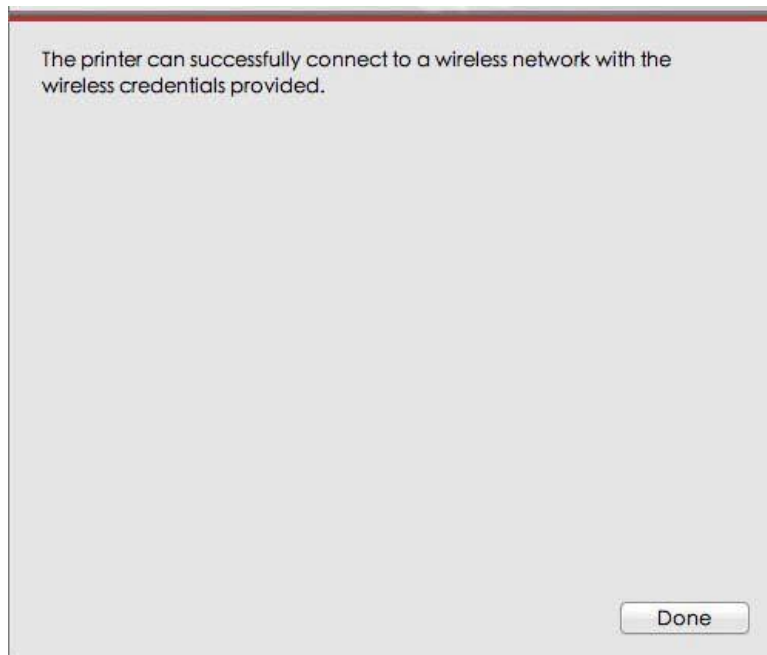 The printer can successfully connect to a wireless network with the
wireless credentials provided.
Done